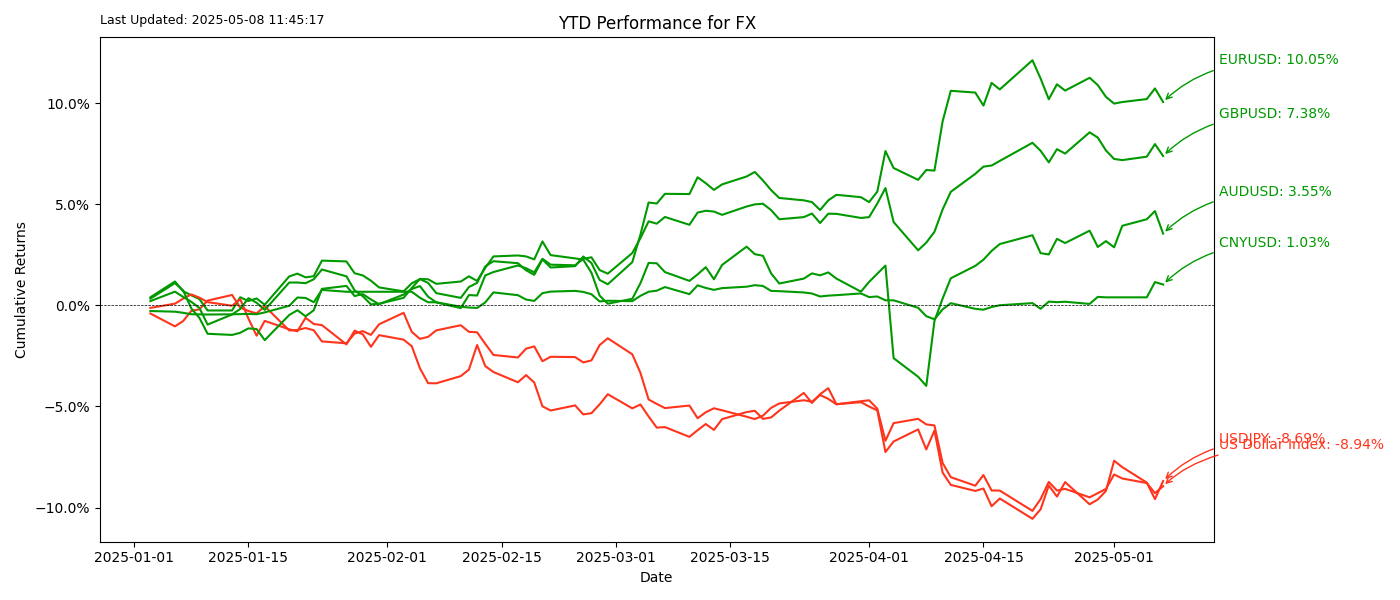 Last Updated: 2025-05-08 11:45:17
YTD Performance for FX
EURUSD: 10.05%
GBPUSD: 7.38%
AUDUSD: 3.55%
CNYUSD: 1.03%
USDJPY: -8.69%
US Dollar Index: -8.94%
Cumulative Returns
10.0%
5.0%
0.0%
−5.0%
−10.0%
2025-01-01
2025-01-15
2025-02-01
2025-02-15
2025-03-01
2025-03-15
2025-04-01
2025-04-15
2025-05-01
Date